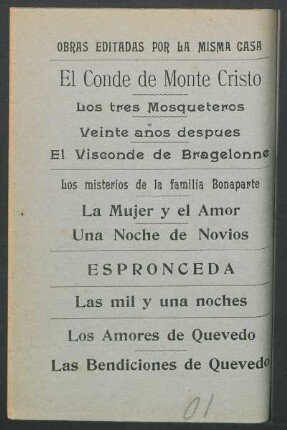 OBRAS EDITADAS POR LA MISMA CASA
El Conde de Monte Cristo
Los tres Mosqueteros
Veinte años despues
El Visconde de Bragelonne
Los misterios de la familia Bonaparte
La Mujer y el Amor
Una Noche de Novios
ESPRONCEDA
Las mil y una noches
Los Amores de Quevedo
Las Bendiciones de Quevedo
01